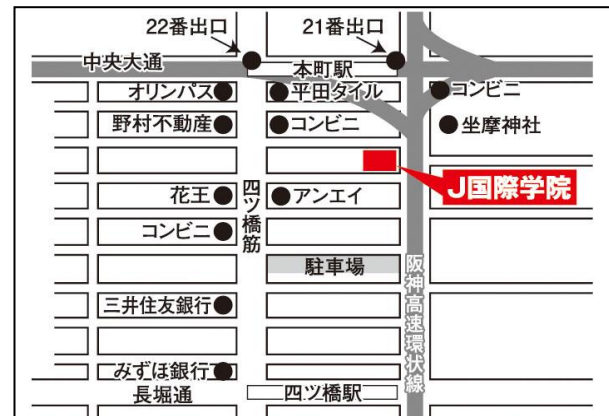 22番出口
21番出口
中央大通
本町駅
オリンパス
平田タイル
コンビニ
野村不動産
コンビニ
坐摩神社
J国際学院
花王
四ツ橋筋
アンエイ
コンビニ
駐車場
阪神高速環状線
三井住友銀行
みずほ銀行
長堀通
四ツ橋駅